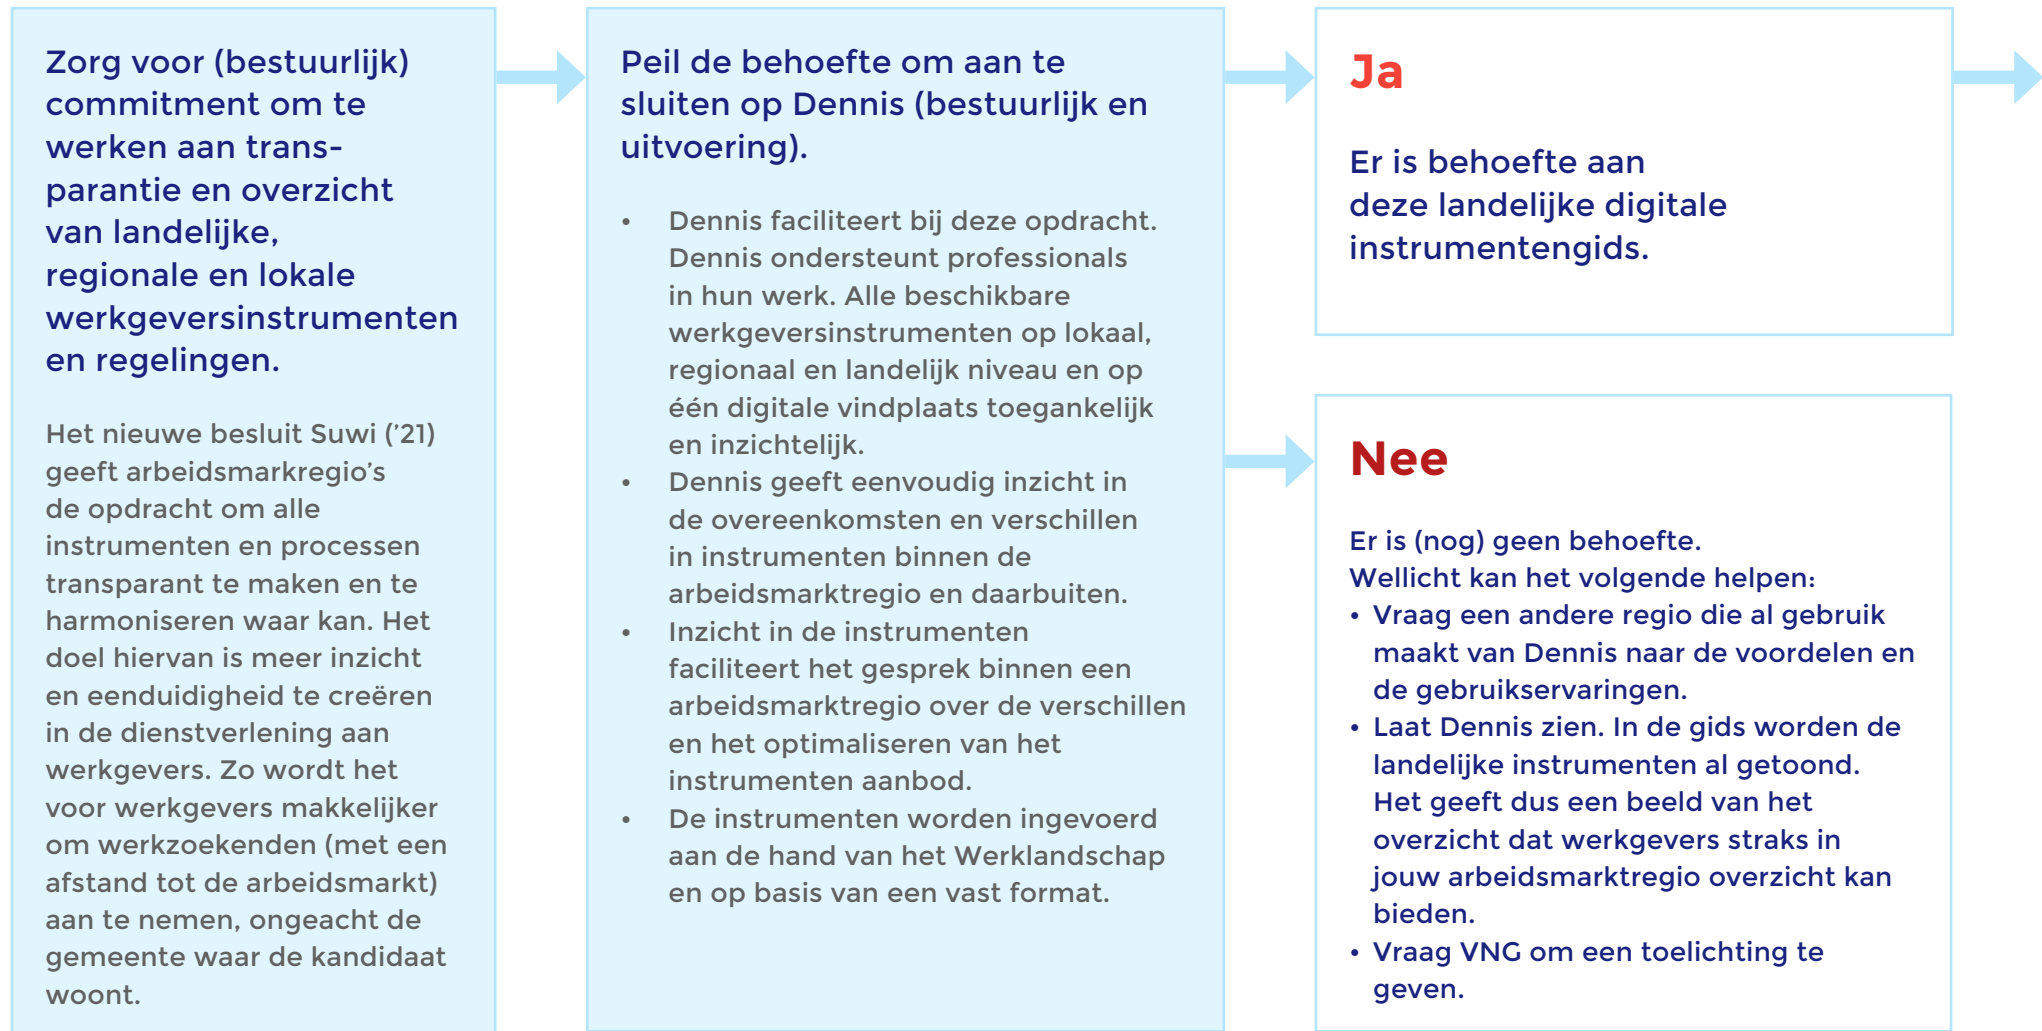 Zorg voor (bestuurlijk)
commitment om te
werken aan trans-
parantie en overzicht
van landelijke,
regionale en lokale
werkgeversinstrumenten
en regelingen.
Het nieuwe besluit Suwi (’21)
geeft arbeidsmarkregio’s
de opdracht om alle
instrumenten en processen
transparant te maken en te
harmoniseren waar kan. Het
doel hiervan is meer inzicht
en eenduidigheid te creëren
in de dienstverlening aan
werkgevers. Zo wordt het
voor werkgevers makkelijker
om werkzoekenden (met een
afstand tot de arbeidsmarkt)
aan te nemen, ongeacht de
gemeente waar de kandidaat
woont.
Peil de behoefte om aan te
sluiten op Dennis (bestuurlijk en
uitvoering).
• Dennis faciliteert bij deze opdracht.
Dennis ondersteunt professionals
in hun werk. Alle beschikbare
werkgeversinstrumenten op lokaal,
regionaal en landelijk niveau en op
één digitale vindplaats toegankelijk
en inzichtelijk.
• Dennis geeft eenvoudig inzicht in
de overeenkomsten en verschillen
in instrumenten binnen de
arbeidsmarktregio en daarbuiten.
• Inzicht in de instrumenten
faciliteert het gesprek binnen een
arbeidsmarktregio over de verschillen
en het optimaliseren van het
instrumenten aanbod.
• De instrumenten worden ingevoerd
aan de hand van het Werklandschap
en op basis van een vast format.
Ja
Er is behoefte aan
deze landelijke digitale
instrumentengids.
Nee
Er is (nog) geen behoefte.
Wellicht kan het volgende helpen:
• Vraag een andere regio die al gebruik
maakt van Dennis naar de voordelen en
de gebruikservaringen.
• Laat Dennis zien. In de gids worden de
landelijke instrumenten al getoond.
Het geeft dus een beeld van het
overzicht dat werkgevers straks in
jouw arbeidsmarktregio overzicht kan
bieden.
• Vraag VNG om een toelichting te
geven.